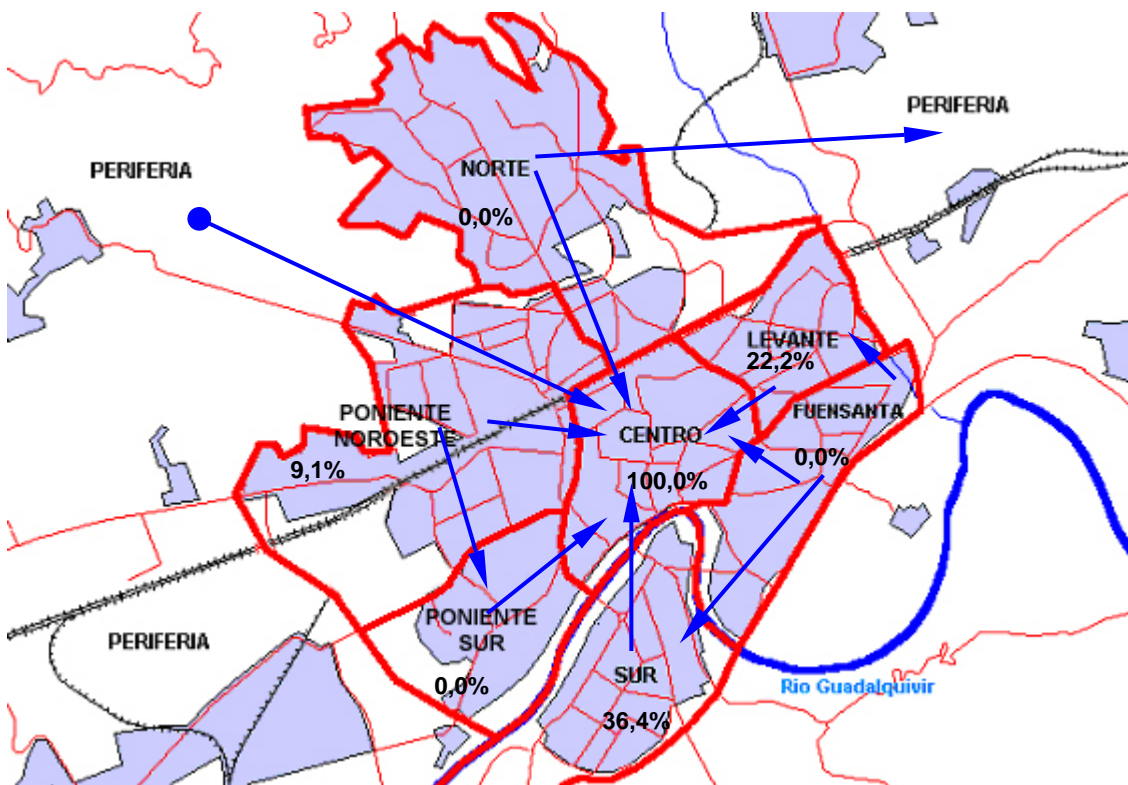 PERIFERIA
PERIFERIA
NORTE
0,0%
LEVANTE
22,2%
PONIENTE
NOROESTE
9,1%
CENTRO
100,0%
FUENSANTA
0,0%
PONIENTE
SUR
0,0%
PERIFERIA
SUR
36,4%
Rio Guadalquivir